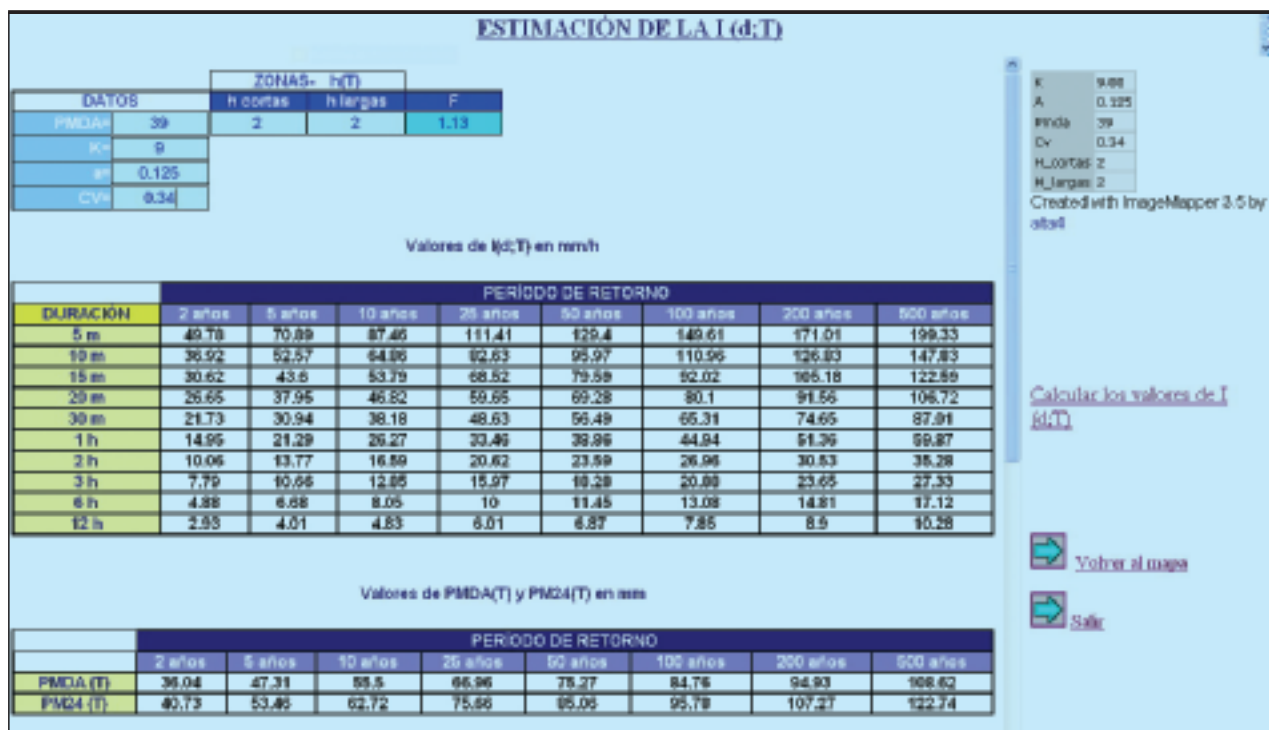 ESTIMACIÓN DE LA I (d;T)
ZONAS- h(T)
DATOS h cortas h largas F
PMDA= 39 2 2 1.13
K= 9
a= 0.125
CV= 0.34
Valores de I(d;T) en mm/h
PERÍODO DE RETORNO
DURACIÓN 2 años 5 años 10 años 25 años 50 años 100 años 200 años 500 años
5 m 49.78 70.89 87.46 111.41 129.4 149.61 171.01 199.33
10 m 36.92 52.57 64.86 82.63 95.97 110.96 126.83 147.83
15 m 30.62 43.6 53.79 68.52 79.59 92.02 105.18 122.59
20 m 26.65 37.95 46.82 59.65 69.28 80.1 91.56 106.72
30 m 21.73 30.94 38.18 48.63 56.49 65.31 74.65 87.01
1 h 14.95 21.29 26.27 33.46 38.86 44.94 51.36 59.87
2 h 10.06 13.77 16.59 20.62 23.59 26.96 30.53 35.28
3 h 7.79 10.66 12.85 15.97 18.28 20.88 23.65 27.33
6 h 4.88 6.68 8.05 10 11.45 13.08 14.81 17.12
12 h 2.93 4.01 4.83 6.01 6.87 7.85 8.9 10.28
Valores de PMDA(T) y PM24(T) en mm
PERÍODO DE RETORNO
2 años 5 años 10 años 25 años 50 años 100 años 200 años 500 años
PMDA (T) 36.04 47.31 55.5 66.96 75.27 84.76 94.93 108.62
PM24 (T) 40.73 53.46 62.72 75.66 85.06 95.78 107.27 122.74
K 9.00
A 0.125
Pmda 39
Cv 0.34
H_cortas 2
H_largas 2
Created with ImageMapper 3.5 by
alta4
Calcular los valores de I
(d;T)
Volver al mapa
Salir